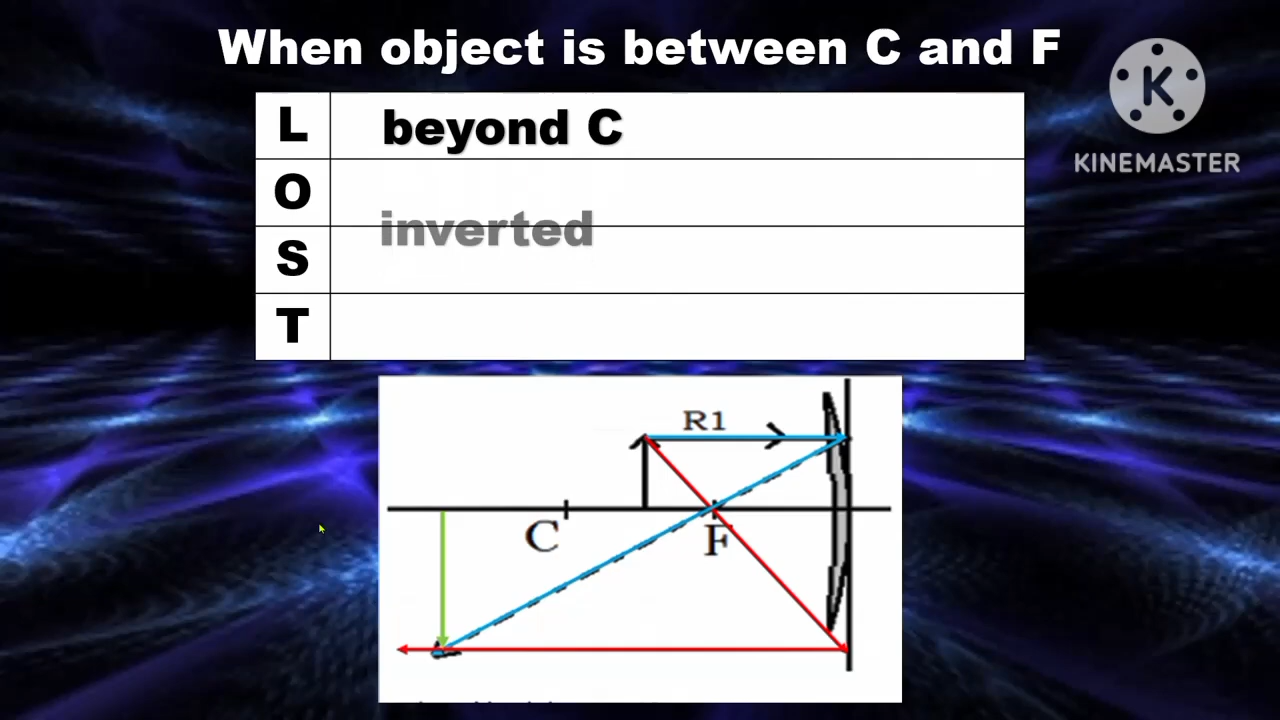 When object is between C and F
K
KINEMASTER
L beyond C
O
inverted
S
T
R1
C
F